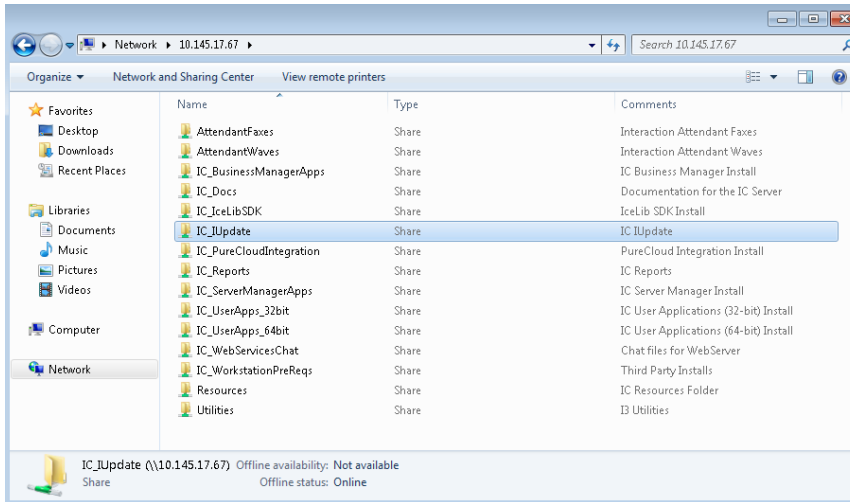 Network 10.145.17.67
Search 10.145.17.67
Organize Network and Sharing Center View remote printers
Favorites
Desktop
Downloads
Recent Places
Libraries
Documents
Music
Pictures
Videos
Computer
Network
Name Type Comments
AttendantFaxes Share Interaction Attendant Faxes
AttendantWaves Share Interaction Attendant Waves
IC_BusinessManagerApps Share IC Business Manager Install
IC_Docs Share Documentation for the IC Server
IC_IceLibSDK Share IceLib SDK Install
IC_IUpdate Share IC IUpdate
IC_PureCloudIntegration Share PureCloud Integration Install
IC_Reports Share IC Reports
IC_ServerManagerApps Share IC Server Manager Install
IC_UserApps_32bit Share IC User Applications (32-bit) Install
IC_UserApps_64bit Share IC User Applications (64-bit) Install
IC_WebServicesChat Share Chat files for WebServer
IC_WorkstationPreReqs Share Third Party Installs
Resources Share IC Resources Folder
Utilities Share I3 Utilities
IC_IUpdate (\\10.145.17.67) Offline availability: Not available
Share Offline status: Online